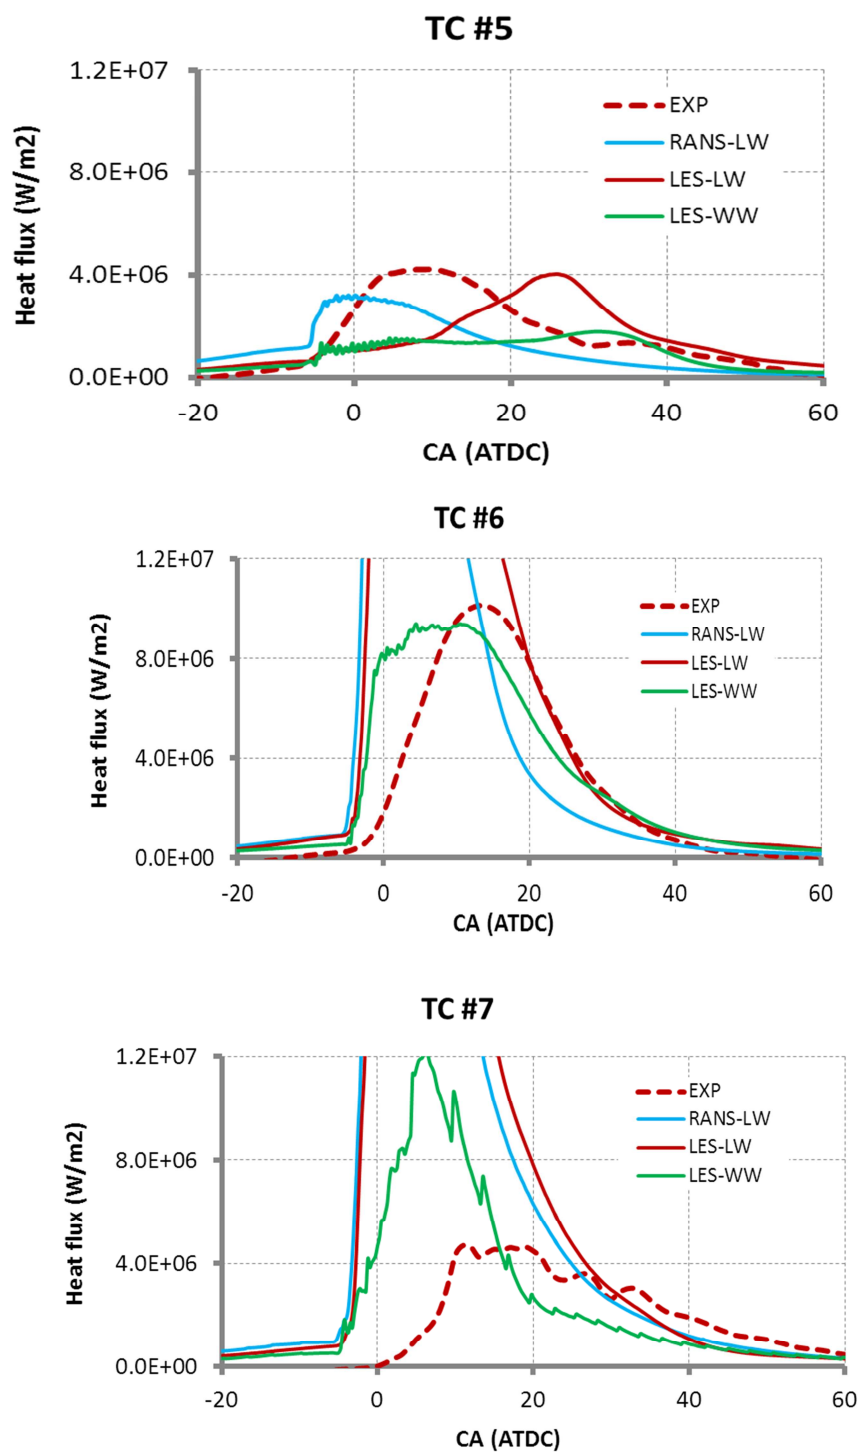 TC #5
1.2E+07
8.0E+06
4.0E+06
0.0E+00
Heat flux (W/m2)
EXP
RANS-LW
LES-LW
LES-WW
-20 0 20 40 60
CA (ATDC)
TC #6
1.2E+07
8.0E+06
4.0E+06
0.0E+00
Heat flux (W/m2)
EXP
RANS-LW
LES-LW
LES-WW
-20 0 20 40 60
CA (ATDC)
TC #7
1.2E+07
8.0E+06
4.0E+06
0.0E+00
Heat flux (W/m2)
EXP
RANS-LW
LES-LW
LES-WW
-20 0 20 40 60
CA (ATDC)